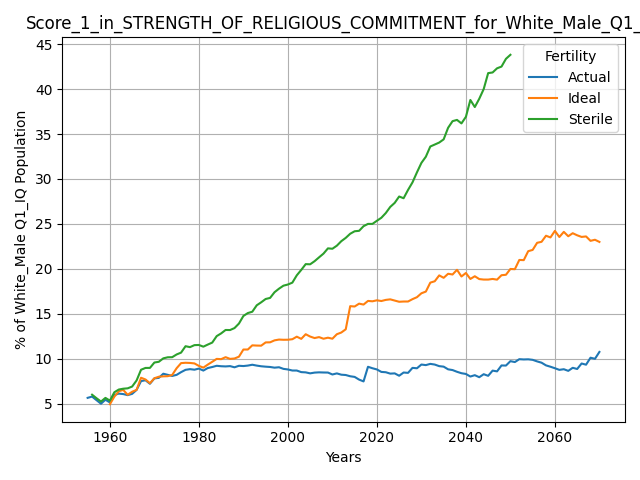 Score_1_in_STRENGTH_OF_RELIGIOUS_COMMITMENT_for_White_Male_Q1_
45
40
35
30
25
20
15
10
5
% of White_Male Q1_IQ Population
Fertility
Actual
Ideal
Sterile
1960 1980 2000 2020 2040 2060
Years